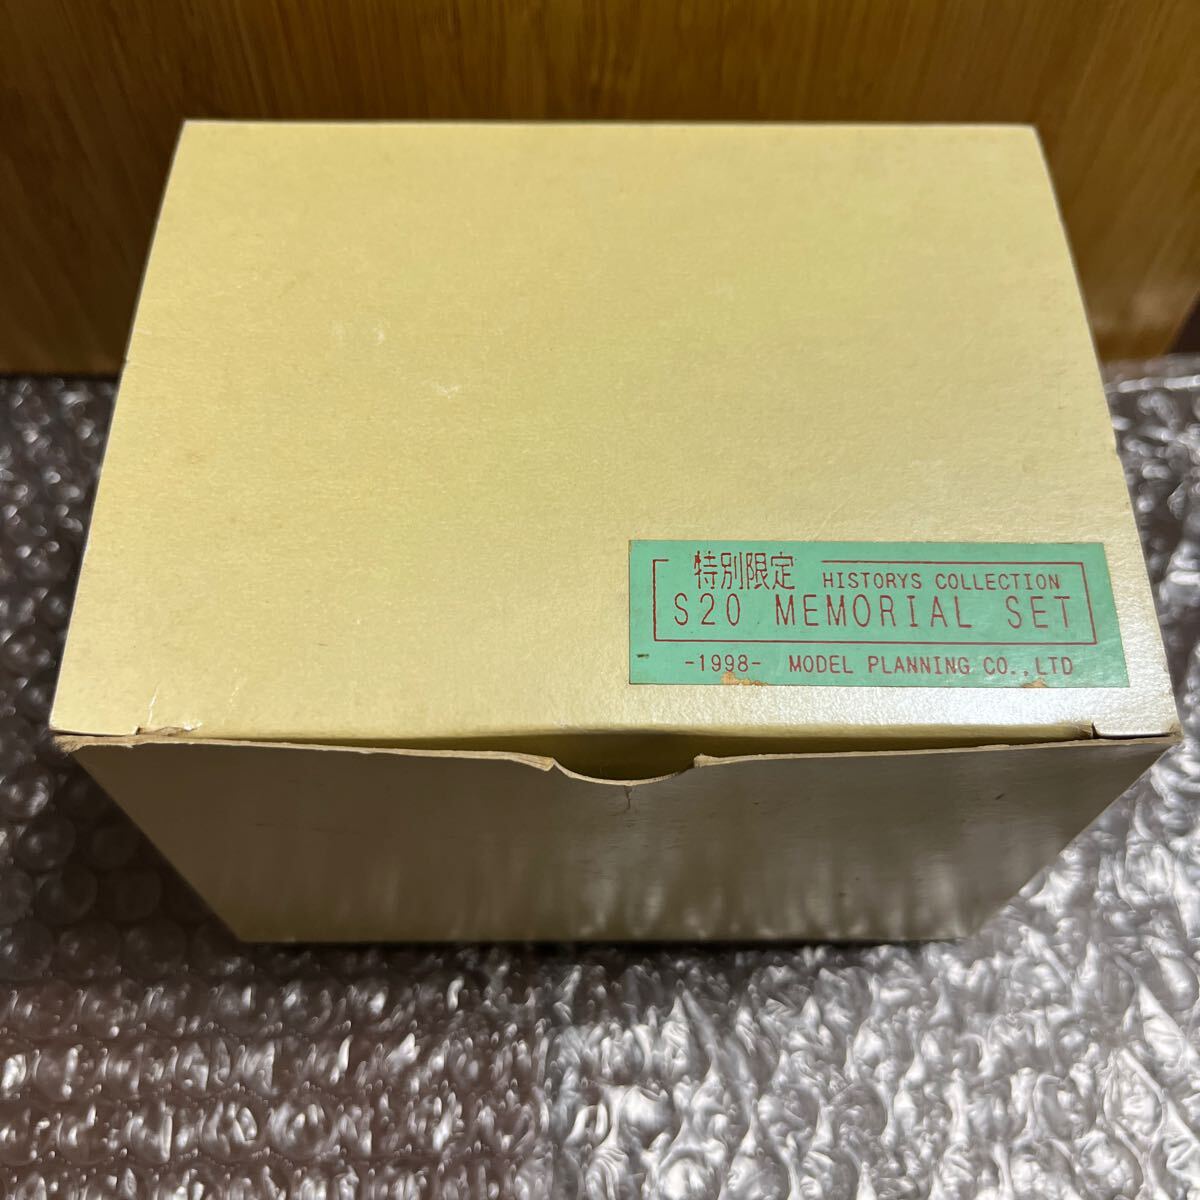 特別限定 HISTORYS COLLECTION
S20 MEMORIAL SET
-1998- MODEL PLANNING CO.,LTD